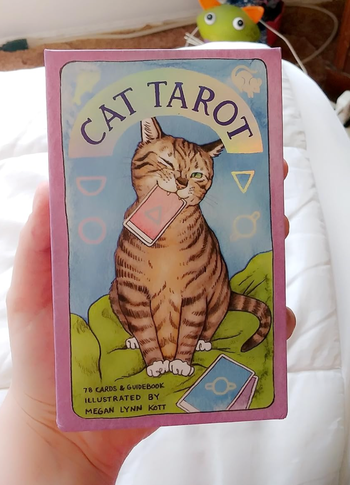 CAT TAROT
78 CARDS & GUIDEBOOK
ILLUSTRATED BY
MEGAN LYNN KOTT